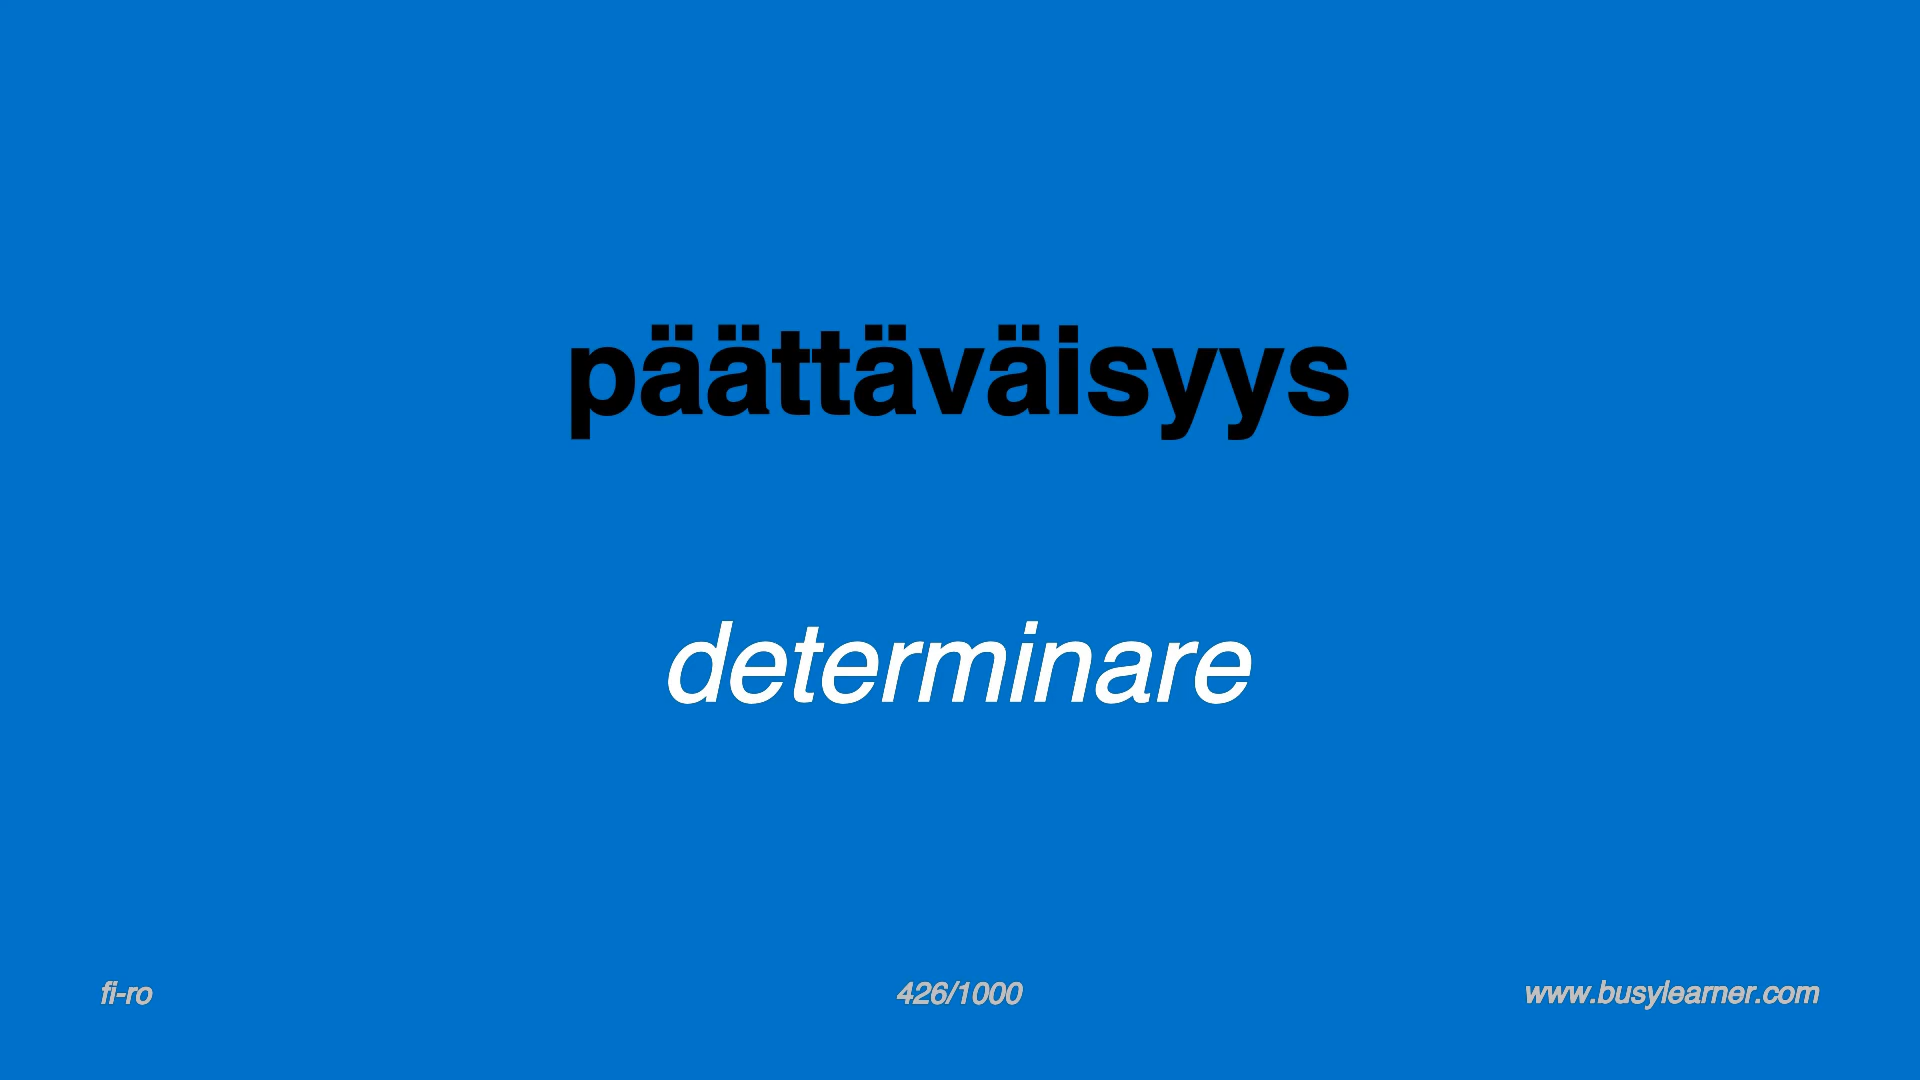 päättäväisyys
determinare
fi-ro
426/1000
www.busylearner.com